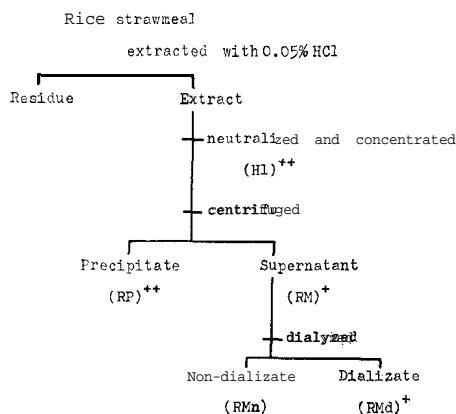 Rice strawmeal
extracted with 0.05% HCl
Residue Extract
neutralized and concentrated
(H1)++
centrifuged
Precipitate Supernatant
(RP)++ (RM)+
dialyzed
Non-dializate Dializate
(RMn) (RMd)+